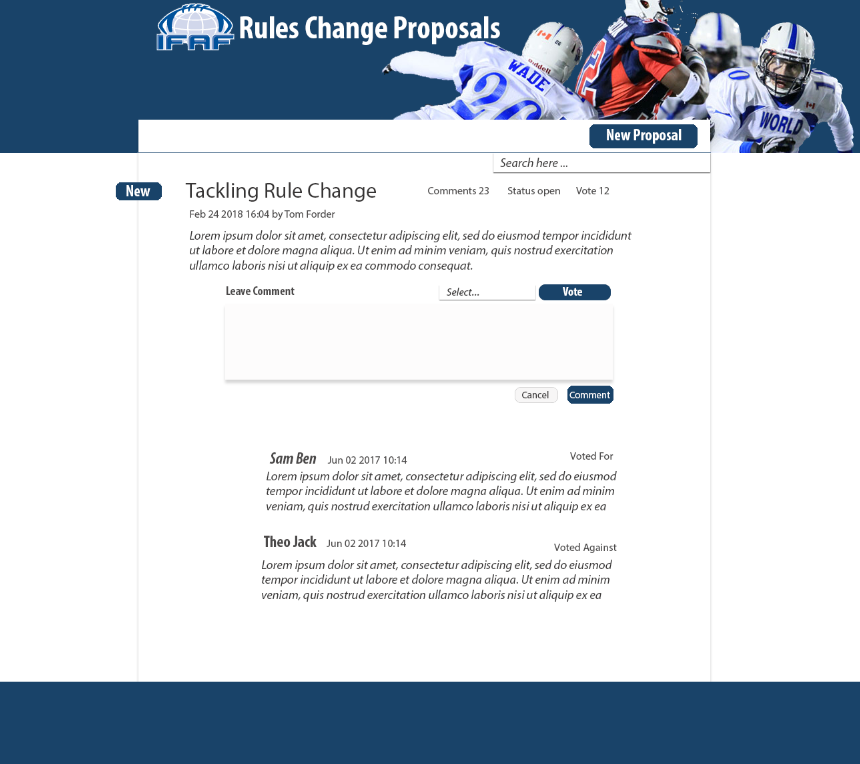 IFAF
Rules Change Proposals
WADE
riddell
20
2
0
1
WORLD
New Proposal
Search here ...
New
Tackling Rule Change
Comments 23
Status open
Vote 12
Feb 24 2018 16:04 by Tom Forder
Lorem ipsum dolor sit amet, consectetur adipiscing elit, sed do eiusmod tempor incididunt
ut labore et dolore magna aliqua. Ut enim ad minim veniam, quis nostrud exercitation
ullamco laboris nisi ut aliquip ex ea commodo consequat.
Leave Comment
Select...
Vote
Cancel
Comment
Sam Ben
Jun 02 2017 10:14
Voted For
Lorem ipsum dolor sit amet, consectetur adipiscing elit, sed do eiusmod
tempor incididunt ut labore et dolore magna aliqua. Ut enim ad minim
veniam, quis nostrud exercitation ullamco laboris nisi ut aliquip ex ea
Theo Jack
Jun 02 2017 10:14
Voted Against
Lorem ipsum dolor sit amet, consectetur adipiscing elit, sed do eiusmod
tempor incididunt ut labore et dolore magna aliqua. Ut enim ad minim
veniam, quis nostrud exercitation ullamco laboris nisi ut aliquip ex ea